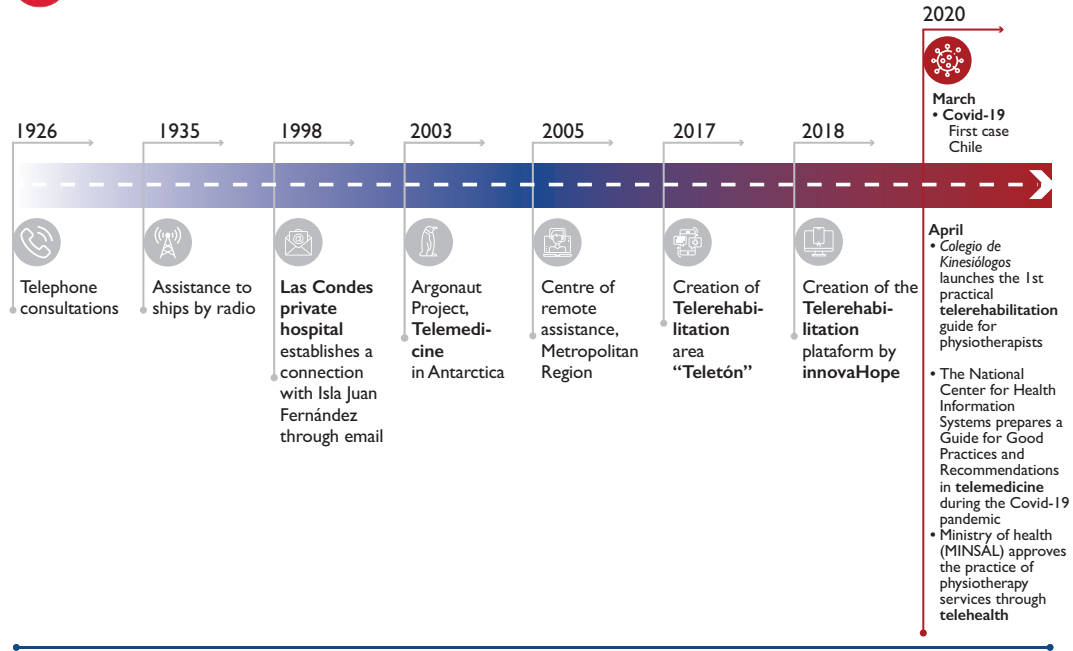 1926
Telephone
consultations
1935
Assistance to
ships by radio
1998
Las Condes
private
hospital
establishes a
connection
with Isla Juan
Fernández
through email
2003
Argonaut
Project,
Telemedi-
cine
in Antarctica
2005
Centre of
remote
assistance,
Metropolitan
Region
2017
Creation of
Telerehabi-
litation
area
“Teletón”
2018
Creation of the
Telerehabi-
litation
plataform by
innovaHope
2020
March
• Covid-19
First case
Chile
April
• Colegio de
Kinesiólogos
launches the 1st
practical
telerehabilitation
guide for
physiotherapists
• The National
Center for Health
Information
Systems prepares a
Guide for Good
Practices and
Recommendations
in telemedicine
during the Covid-19
pandemic
• Ministry of health
(MINSAL) approves
the practice of
physiotherapy
services through
telehealth